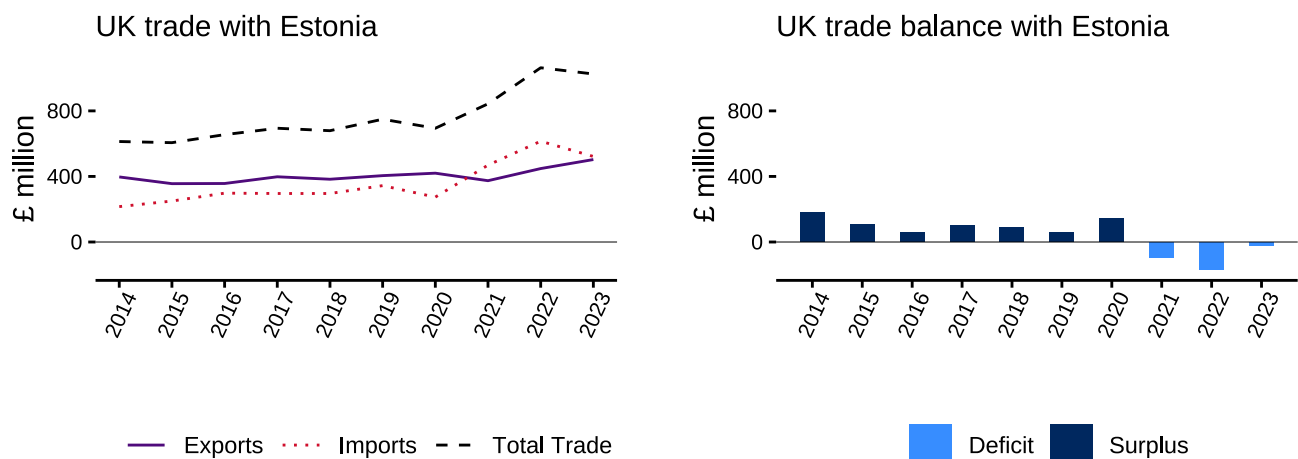 UK trade with Estonia
£ million
800
400
0
2014 2015 2016 2017 2018 2019 2020 2021 2022 2023
Exports Imports Total Trade
UK trade balance with Estonia
£ million
800
400
0
2014 2015 2016 2017 2018 2019 2020 2021 2022 2023
Deficit Surplus